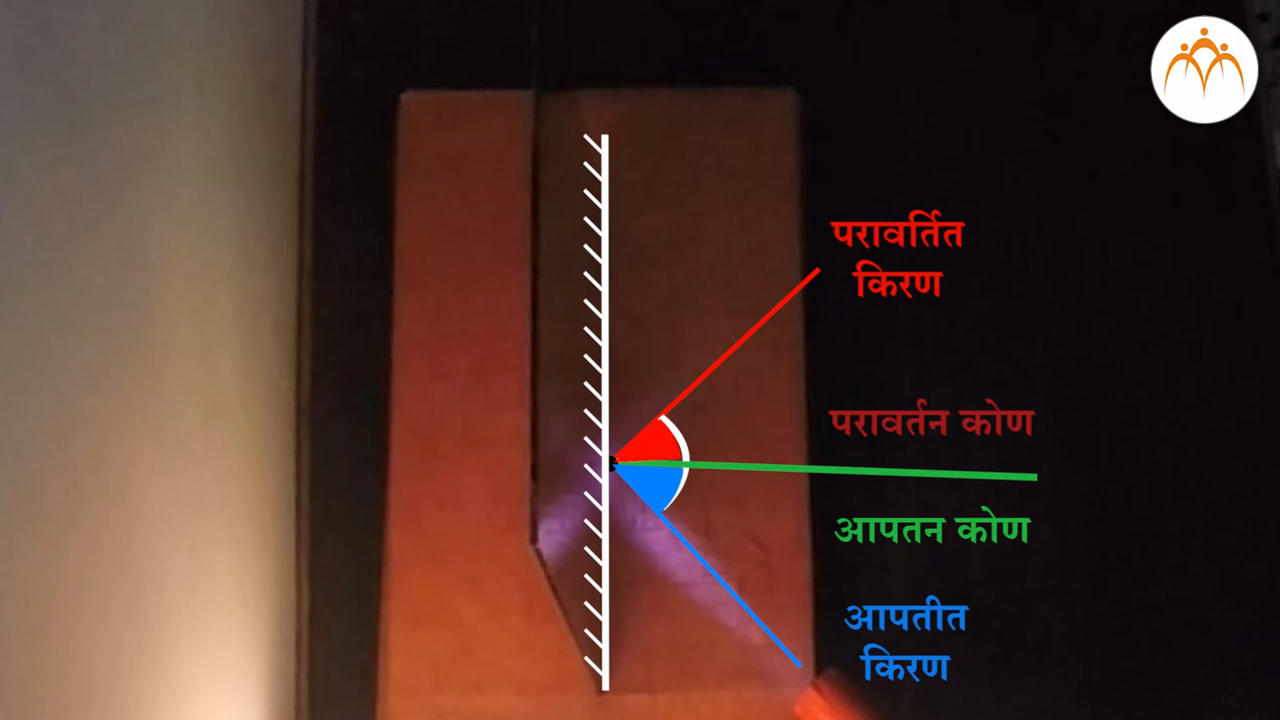 परावर्तित
किरण
परावर्तन कोण
आपतन कोण
आपतीत
किरण